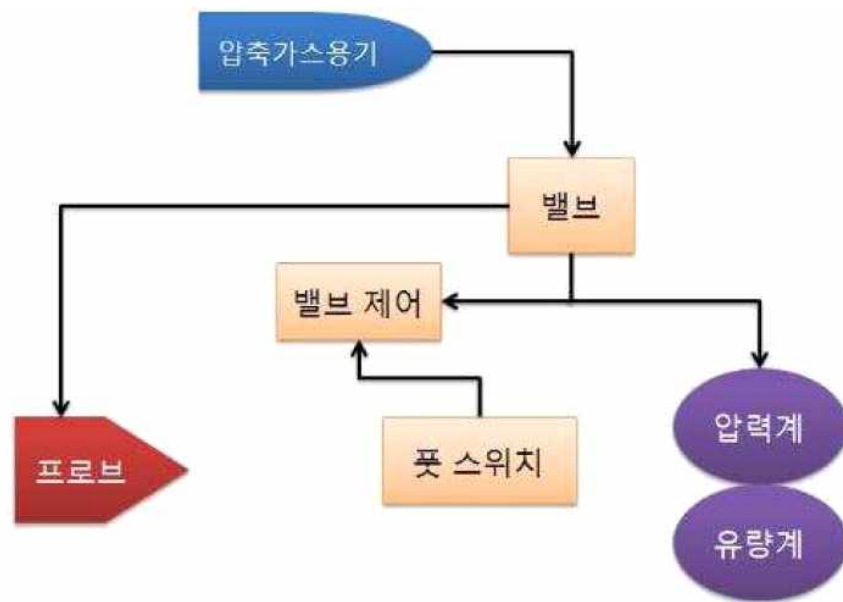 압축가스용기
밸브
밸브 제어
풋 스위치
프로브
압력계
유량계